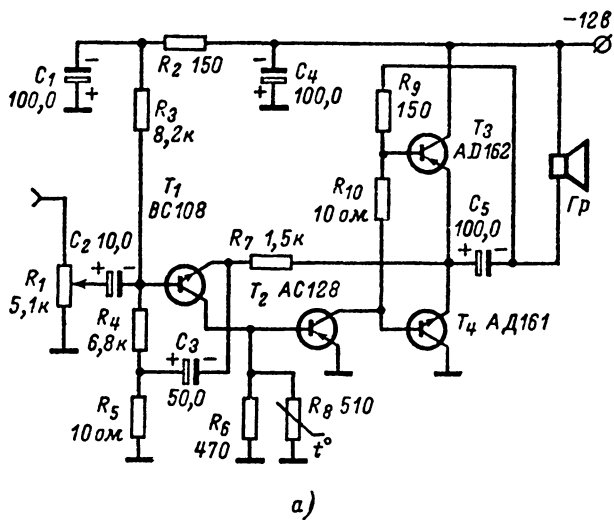 −12в
C1
100,0
− +
R2 150
− +
C4
100,0
R3
8,2к
R9
150
T3
AD162
R10
10 ом
T1
BC108
Гр
C5
100,0
+ −
R7 1,5к
C2 10,0
+ −
R1
5,1к
T2 AC128
T4 АД161
R4
6,8к
C3
+ −
50,0
R5
10 ом
R6
470
R8 510
t°
а)